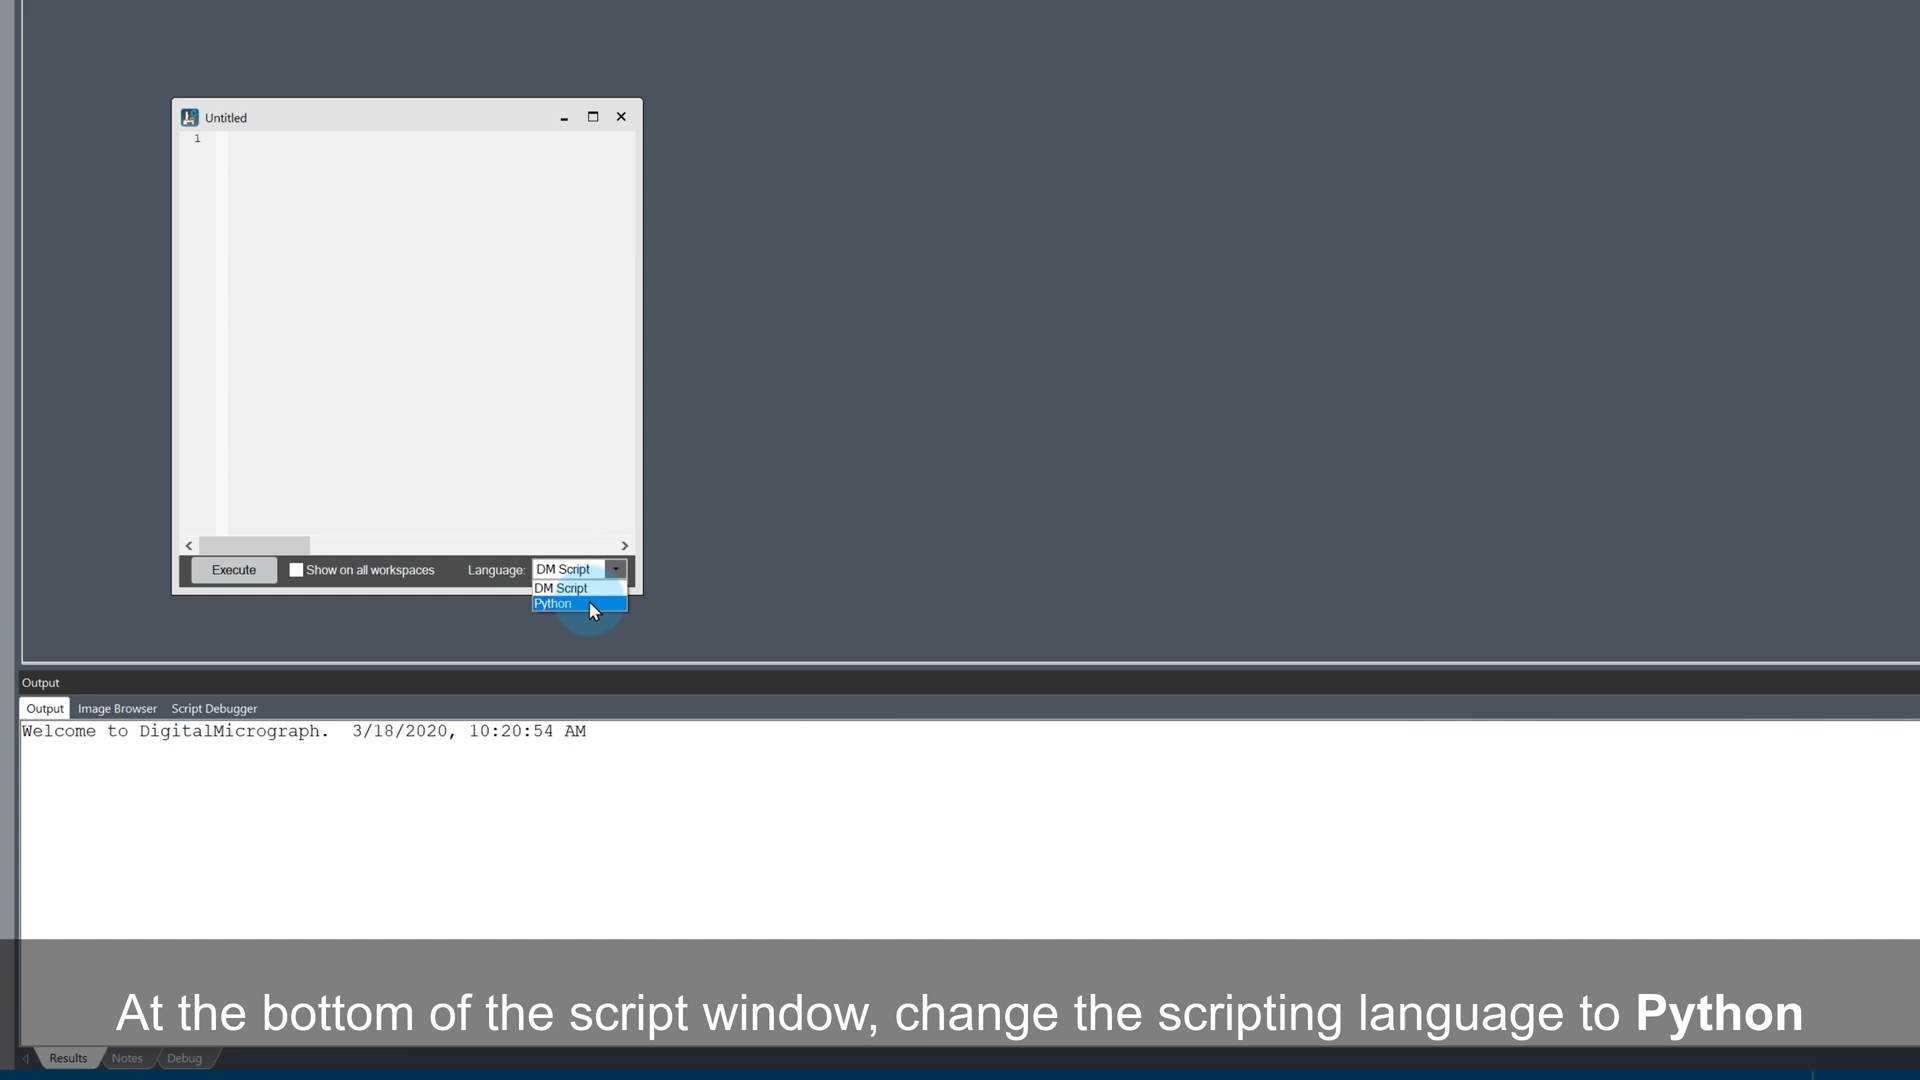 Untitled
1
Execute
Show on all workspaces
Language:
DM Script
DM Script
Python
Output
Output Image Browser Script Debugger
Welcome to DigitalMicrograph. 3/18/2020, 10:20:54 AM
At the bottom of the script window, change the scripting language to Python
Results Notes Debug